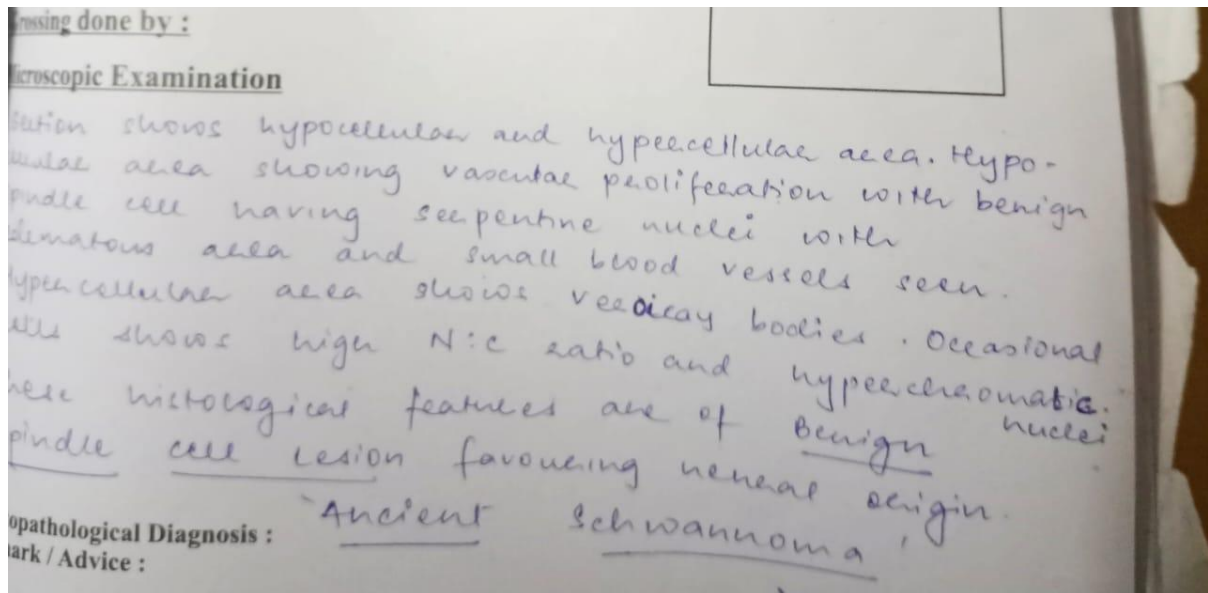 rossing done by :
icroscopic Examination
Section shows hypocellular and hypercellular area. Hypo-
cellular area showing vascular proliferation with benign
pindle cell having serpentine nuclei with
dematous area and small blood vessels seen.
Hypercellular area shows verocay bodies. Occasional
cells shows high N:C ratio and hyperchromatic.
nuclei
hese histological features are of Benign
pindle cell lesion favouring neural origin.
"Ancient Schwannoma'
opathological Diagnosis :
ark / Advice :